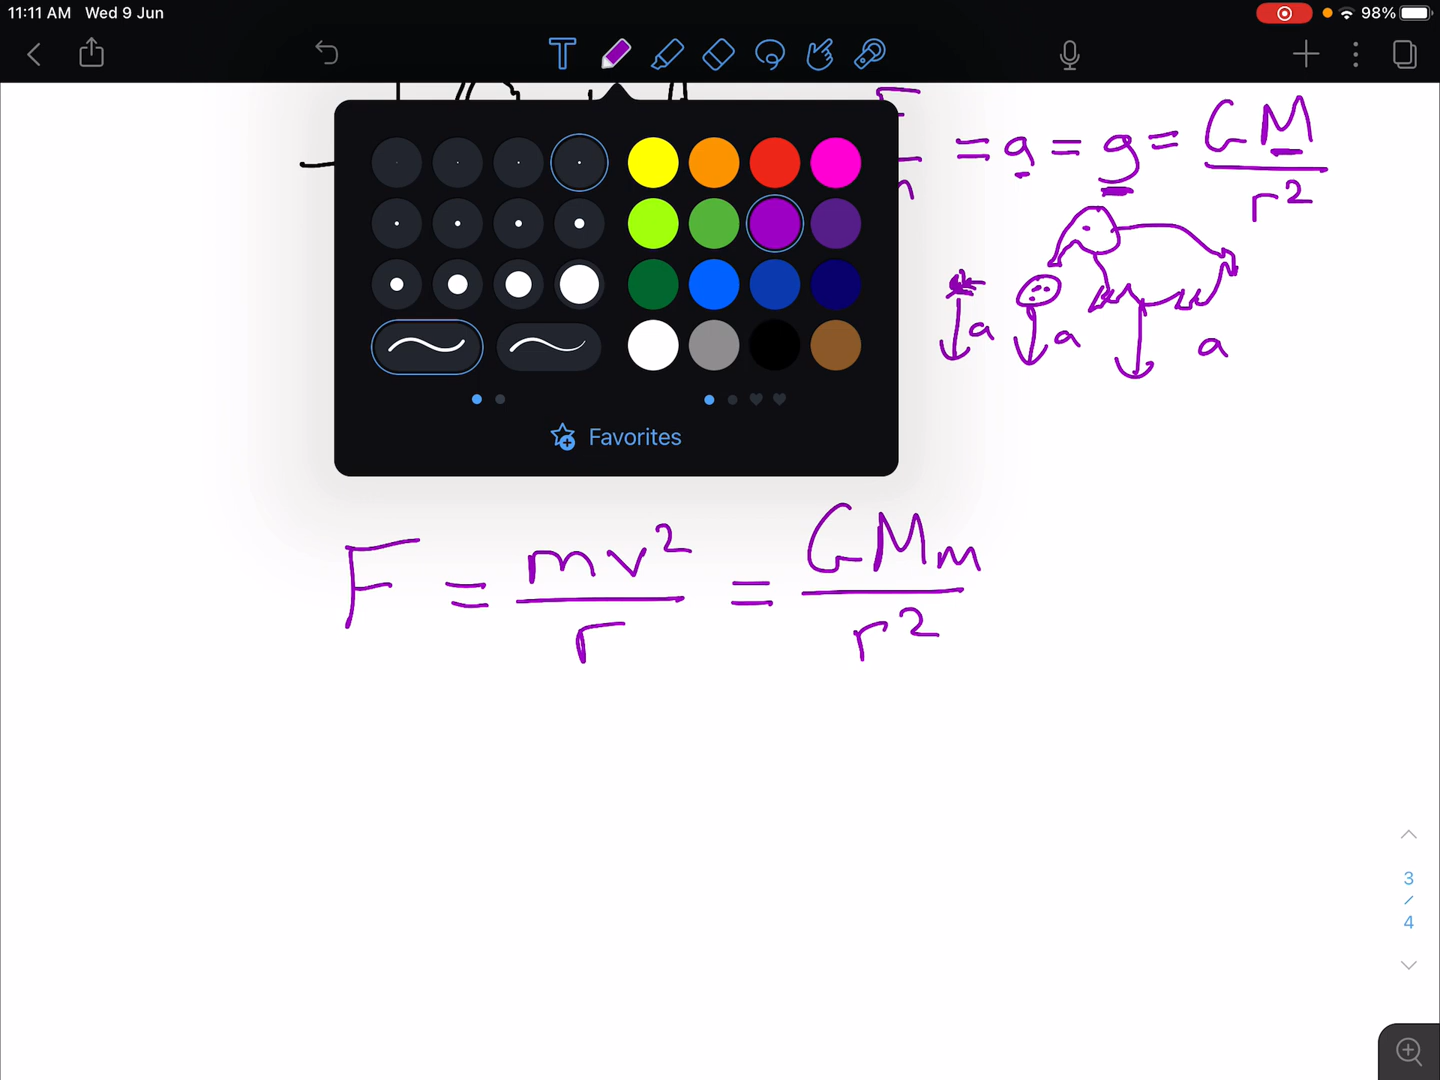 11:11 AM Wed 9 Jun
98%
T
= a = g = GM / r²
a a a
Favorites
F = mv² / r = GMm / r²
3 / 4